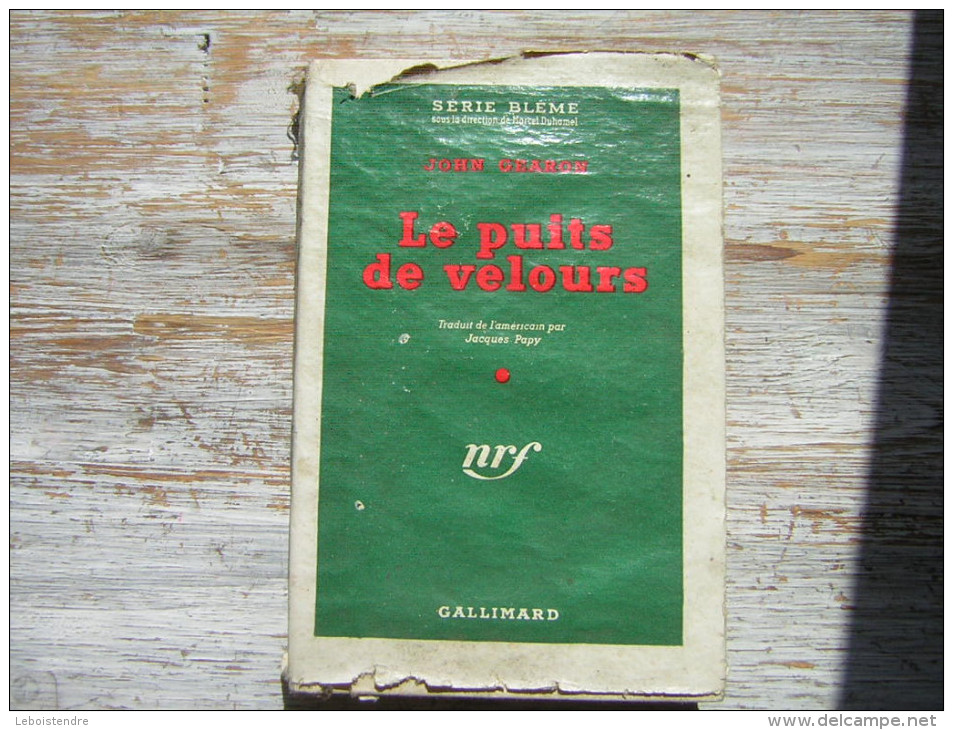 SÉRIE BLÊME
sous la direction de Marcel Duhamel
JOHN GEARON
Le puits
de velours
Traduit de l'américain par
Jacques Papy
nrf
GALLIMARD
Leboistendre
www.delcampe.net